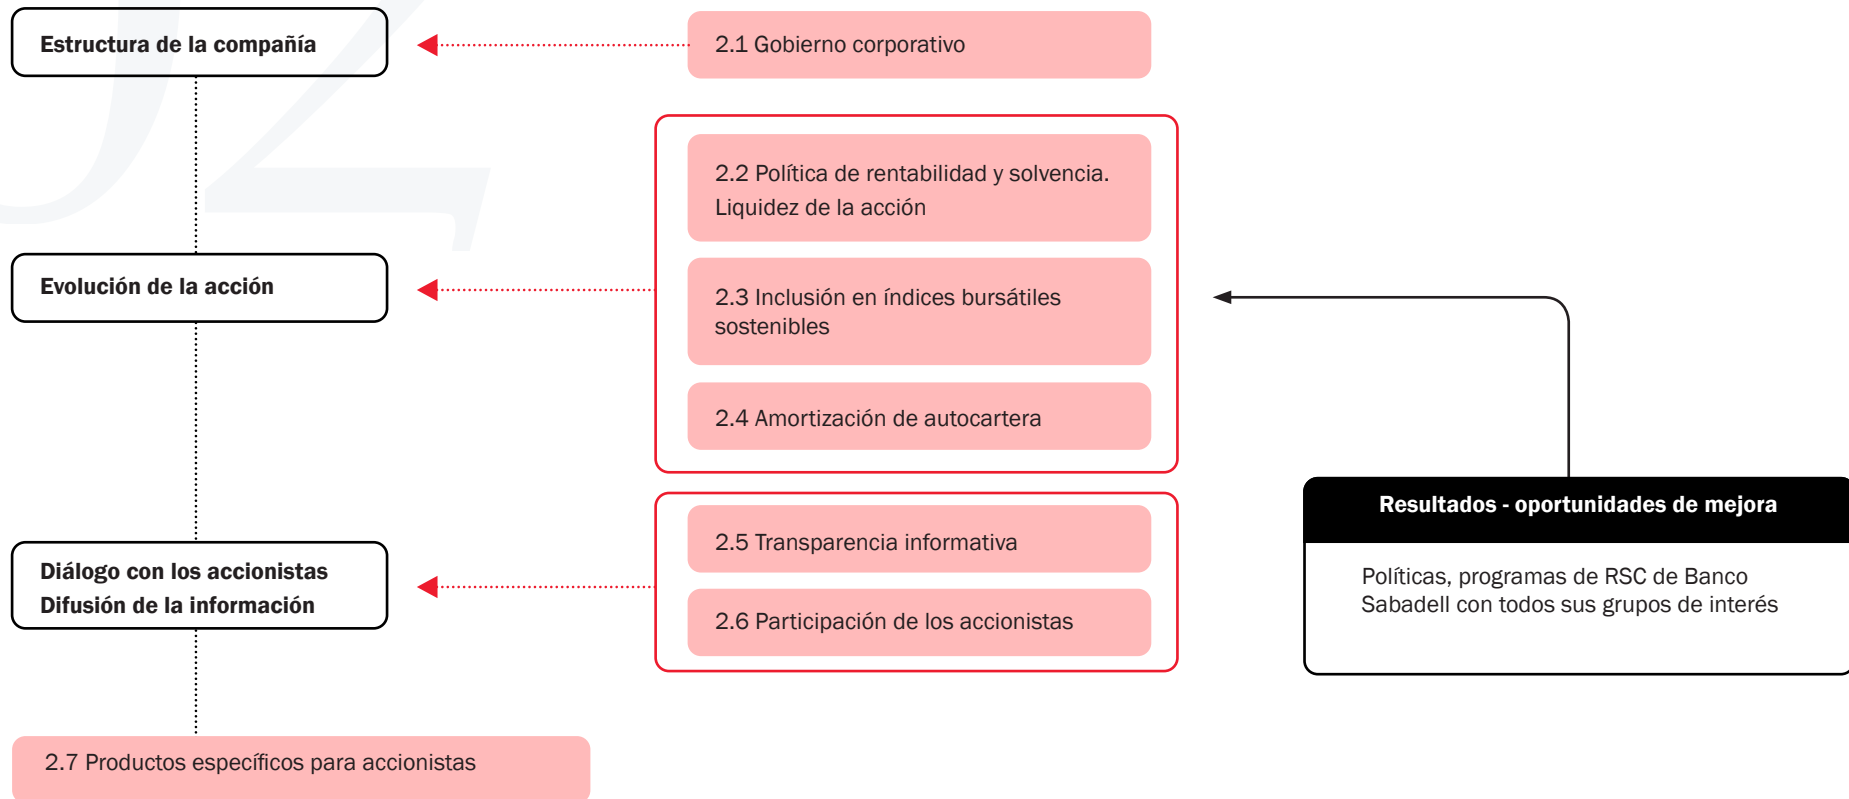 Estructura de la compañía
2.1 Gobierno corporativo
2.2 Política de rentabilidad y solvencia.
Liquidez de la acción
Evolución de la acción
2.3 Inclusión en índices bursátiles
sostenibles
2.4 Amortización de autocartera
Resultados - oportunidades de mejora
Políticas, programas de RSC de Banco
Sabadell con todos sus grupos de interés
Diálogo con los accionistas
Difusión de la información
2.5 Transparencia informativa
2.6 Participación de los accionistas
2.7 Productos específicos para accionistas